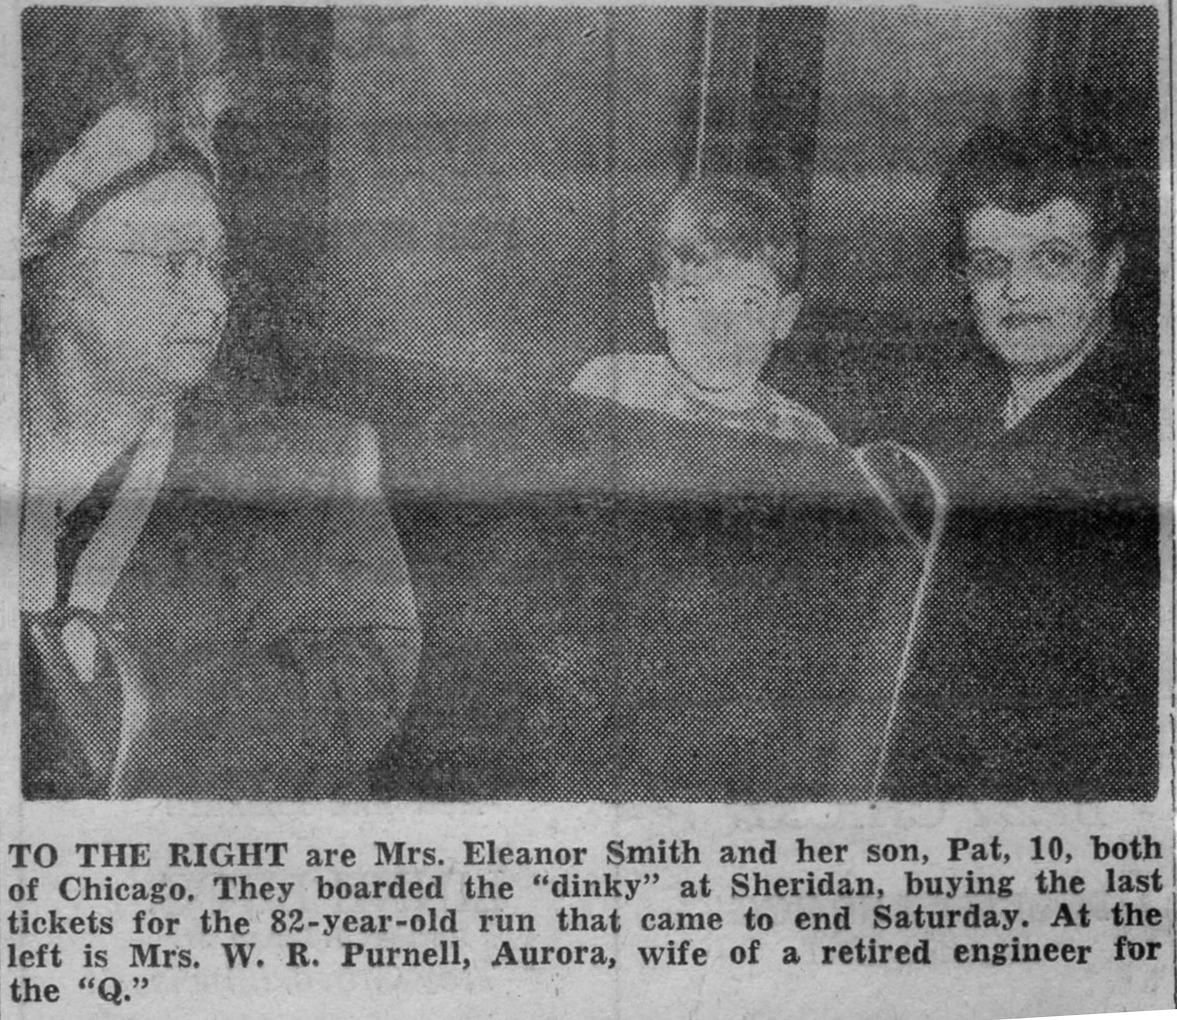 TO THE RIGHT are Mrs. Eleanor Smith and her son, Pat, 10, both
of Chicago. They boarded the “dinky” at Sheridan, buying the last
tickets for the 82-year-old run that came to end Saturday. At the
left is Mrs. W. R. Purnell, Aurora, wife of a retired engineer for
the “Q.”